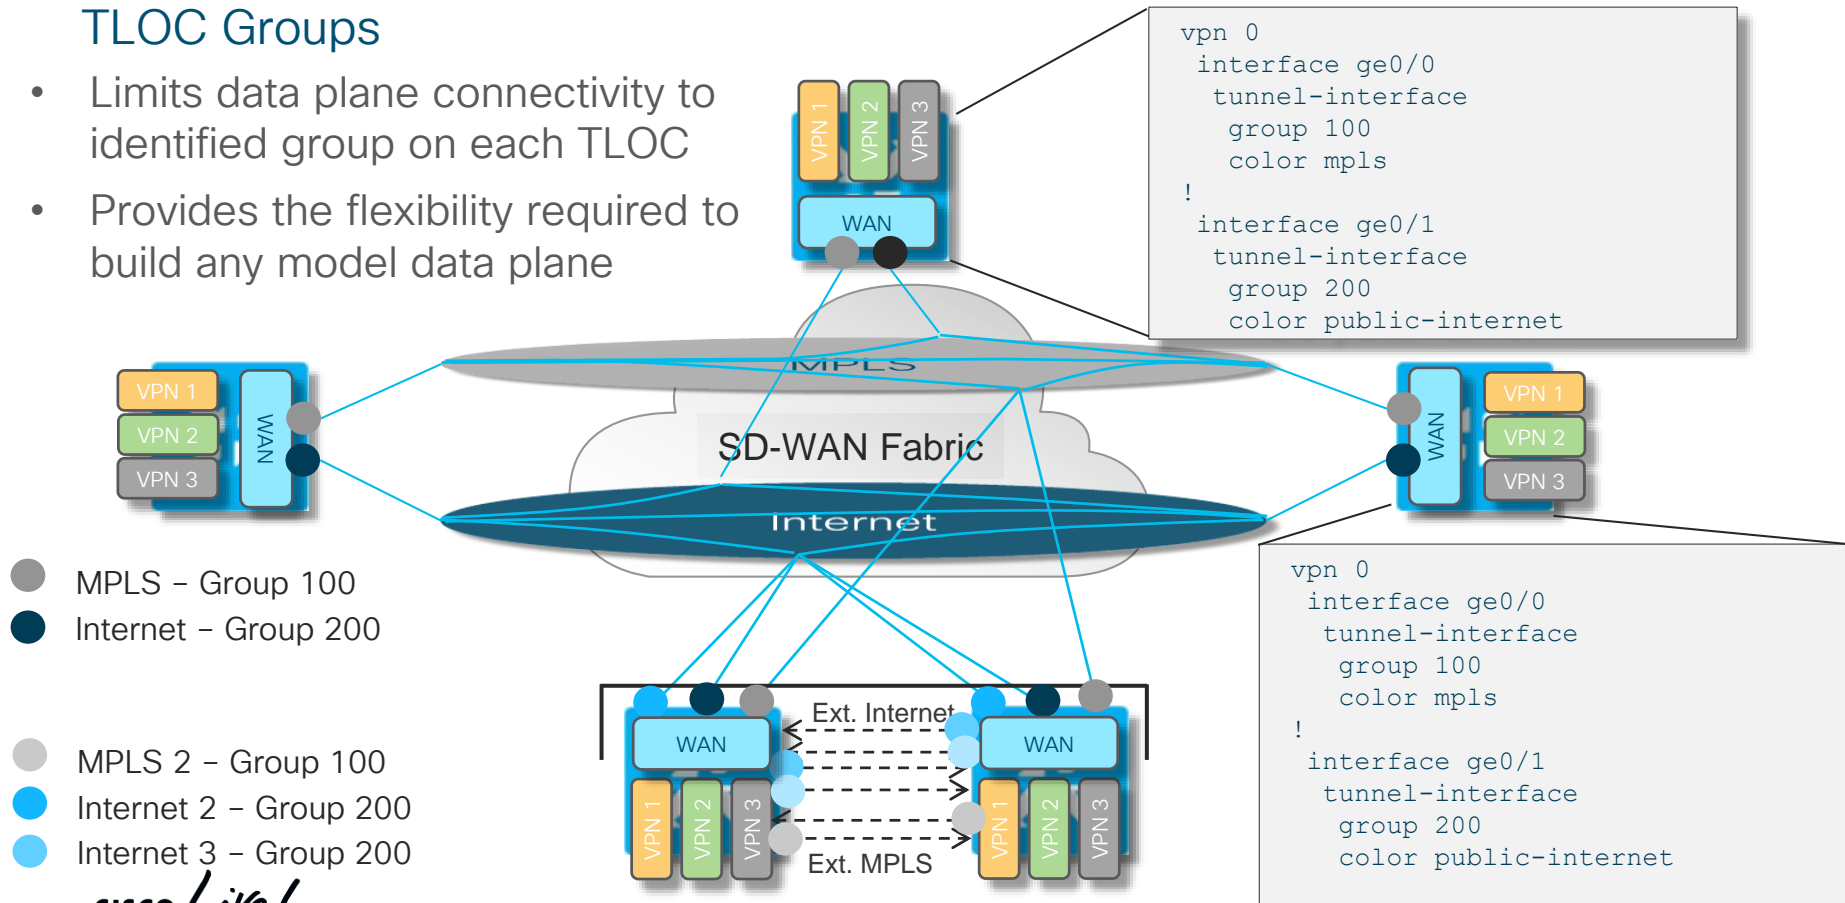 TLOC Groups
• Limits data plane connectivity to
identified group on each TLOC
• Provides the flexibility required to
build any model data plane
VPN 1
VPN 2
VPN 3
WAN
vpn 0
interface ge0/0
tunnel-interface
group 100
color mpls
!
interface ge0/1
tunnel-interface
group 200
color public-internet
MPLS
SD-WAN Fabric
Internet
VPN 1
VPN 2
VPN 3
WAN
WAN
VPN 1
VPN 2
VPN 3
MPLS – Group 100
Internet – Group 200
MPLS 2 – Group 100
Internet 2 – Group 200
Internet 3 – Group 200
Ext. Internet
WAN
WAN
VPN 1
VPN 2
VPN 3
VPN 1
VPN 2
VPN 3
Ext. MPLS
vpn 0
interface ge0/0
tunnel-interface
group 100
color mpls
!
interface ge0/1
tunnel-interface
group 200
color public-internet